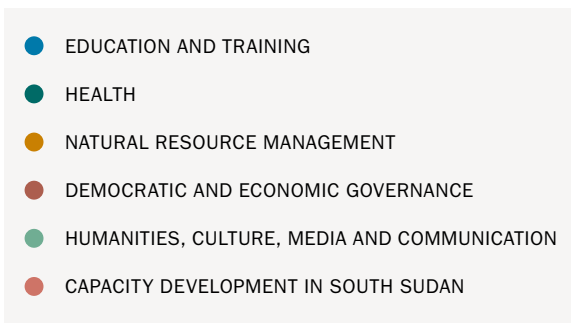 EDUCATION AND TRAINING
HEALTH
NATURAL RESOURCE MANAGEMENT
DEMOCRATIC AND ECONOMIC GOVERNANCE
HUMANITIES, CULTURE, MEDIA AND COMMUNICATION
CAPACITY DEVELOPMENT IN SOUTH SUDAN